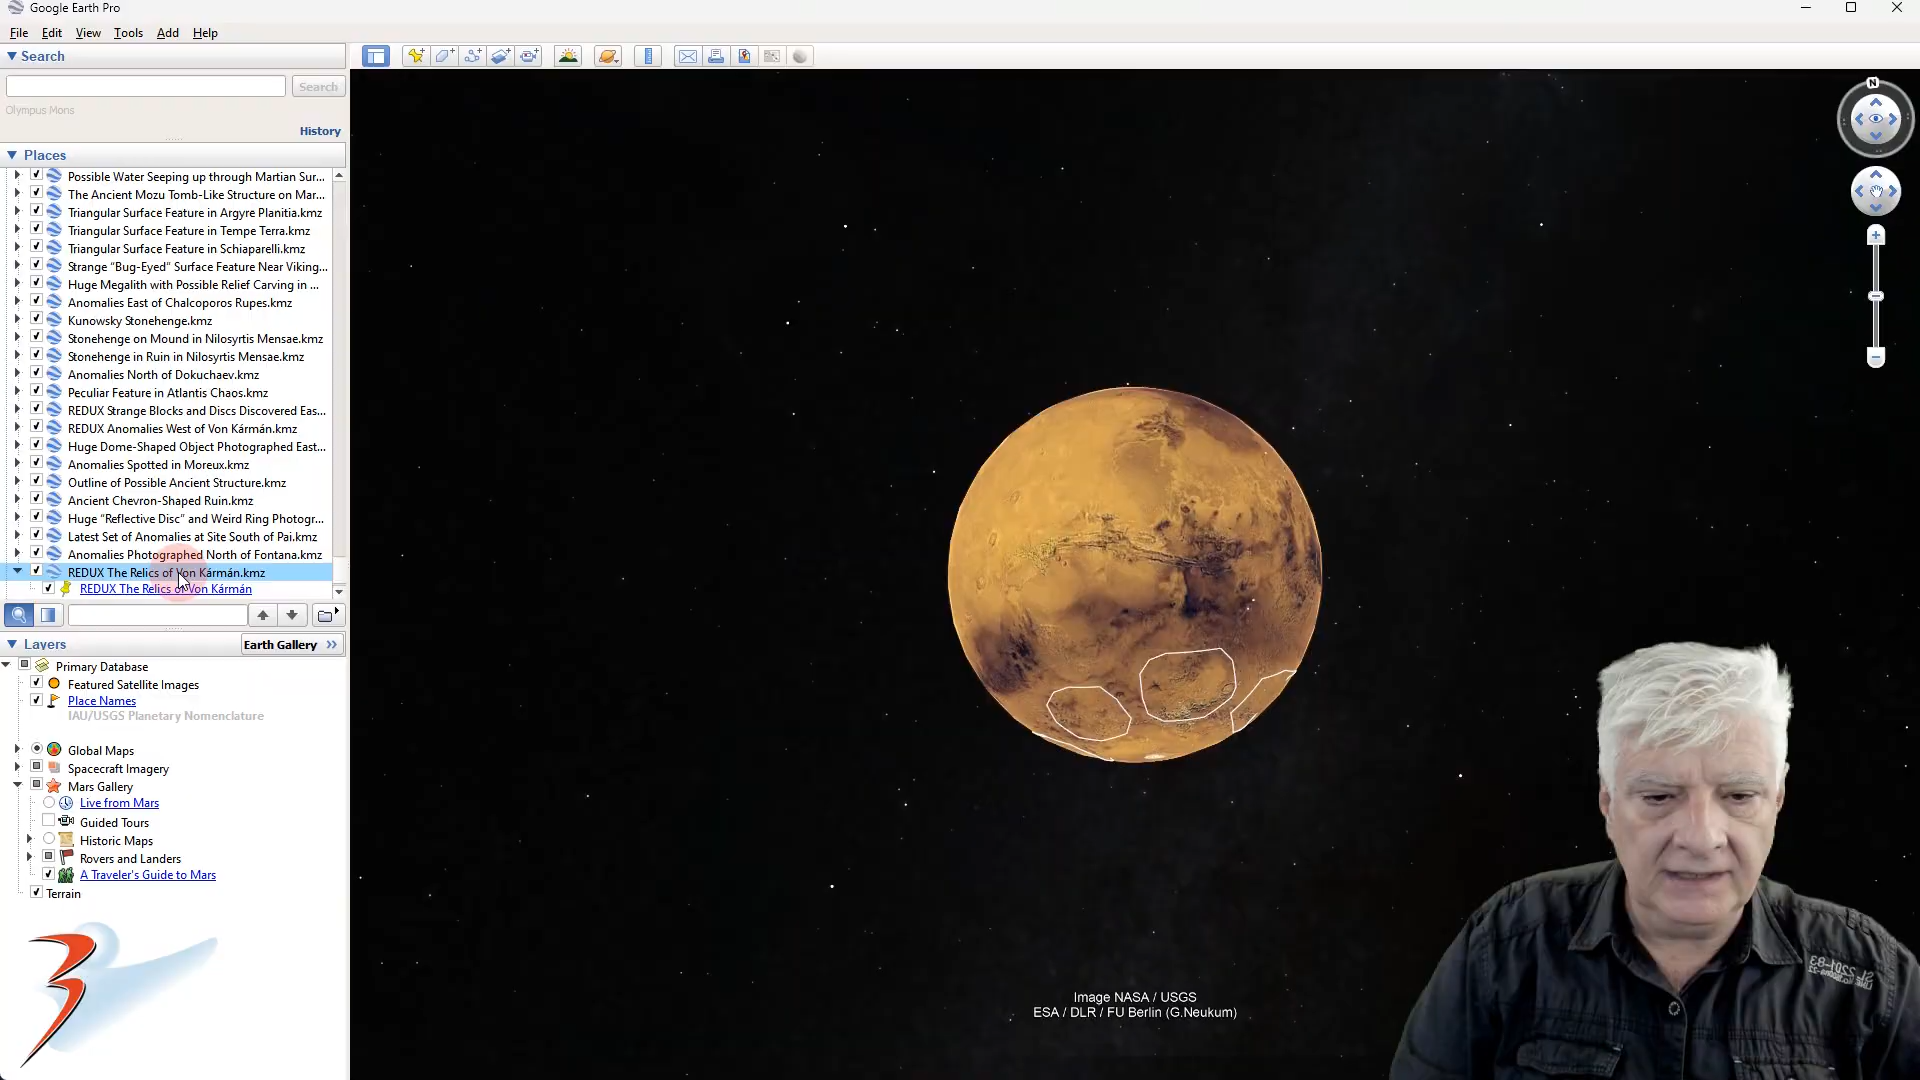 Google Earth Pro
File Edit View Tools Add Help
Search
Search
Olympus Mons
History
Places
Possible Water Seeping up through Martian Sur...
The Ancient Mozu Tomb-Like Structure on Mar...
Triangular Surface Feature in Argyre Planitia.kmz
Triangular Surface Feature in Tempe Terra.kmz
Triangular Surface Feature in Schiaparelli.kmz
Strange “Bug-Eyed” Surface Feature Near Viking...
Huge Megalith with Possible Relief Carving in ...
Anomalies East of Chalcoporos Rupes.kmz
Kunowsky Stonehenge.kmz
Stonehenge on Mound in Nilosyrtis Mensae.kmz
Stonehenge in Ruin in Nilosyrtis Mensae.kmz
Anomalies North of Dokuchaev.kmz
Peculiar Feature in Atlantis Chaos.kmz
REDUX Strange Blocks and Discs Discovered Eas...
REDUX Anomalies West of Von Kármán.kmz
Huge Dome-Shaped Object Photographed East...
Anomalies Spotted in Moreux.kmz
Outline of Possible Ancient Structure.kmz
Ancient Chevron-Shaped Ruin.kmz
Huge “Reflective Disc” and Weird Ring Photogr...
Latest Set of Anomalies at Site South of Pai.kmz
Anomalies Photographed North of Fontana.kmz
REDUX The Relics of Von Kármán.kmz
REDUX The Relics of Von Kármán
Layers
Earth Gallery »
Primary Database
Featured Satellite Images
Place Names
IAU/USGS Planetary Nomenclature
Global Maps
Spacecraft Imagery
Mars Gallery
Live from Mars
Guided Tours
Historic Maps
Rovers and Landers
A Traveler's Guide to Mars
Terrain
N
Image NASA / USGS
ESA / DLR / FU Berlin (G.Neukum)